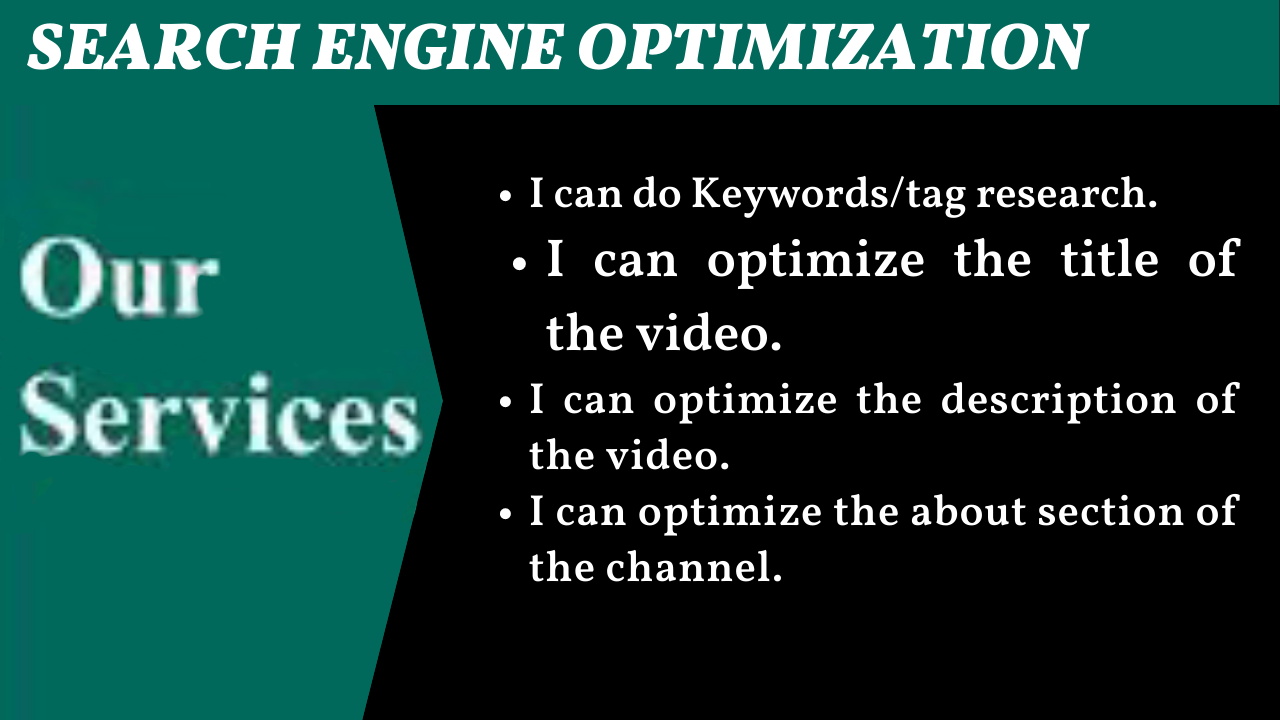 SEARCH ENGINE OPTIMIZATION
Our
Services
• I can do Keywords/tag research.
• I can optimize the title of
the video.
• I can optimize the description of
the video.
• I can optimize the about section of
the channel.